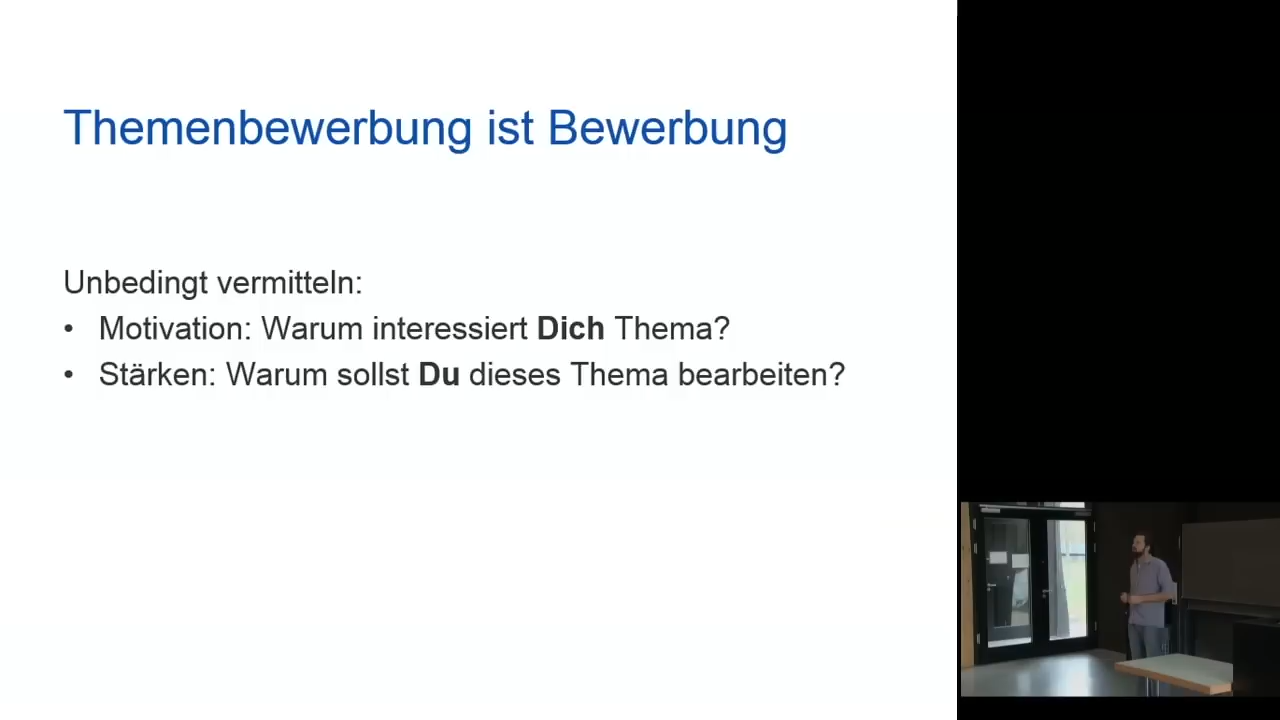 Themenbewerbung ist Bewerbung
Unbedingt vermitteln:
• Motivation: Warum interessiert Dich Thema?
• Stärken: Warum sollst Du dieses Thema bearbeiten?